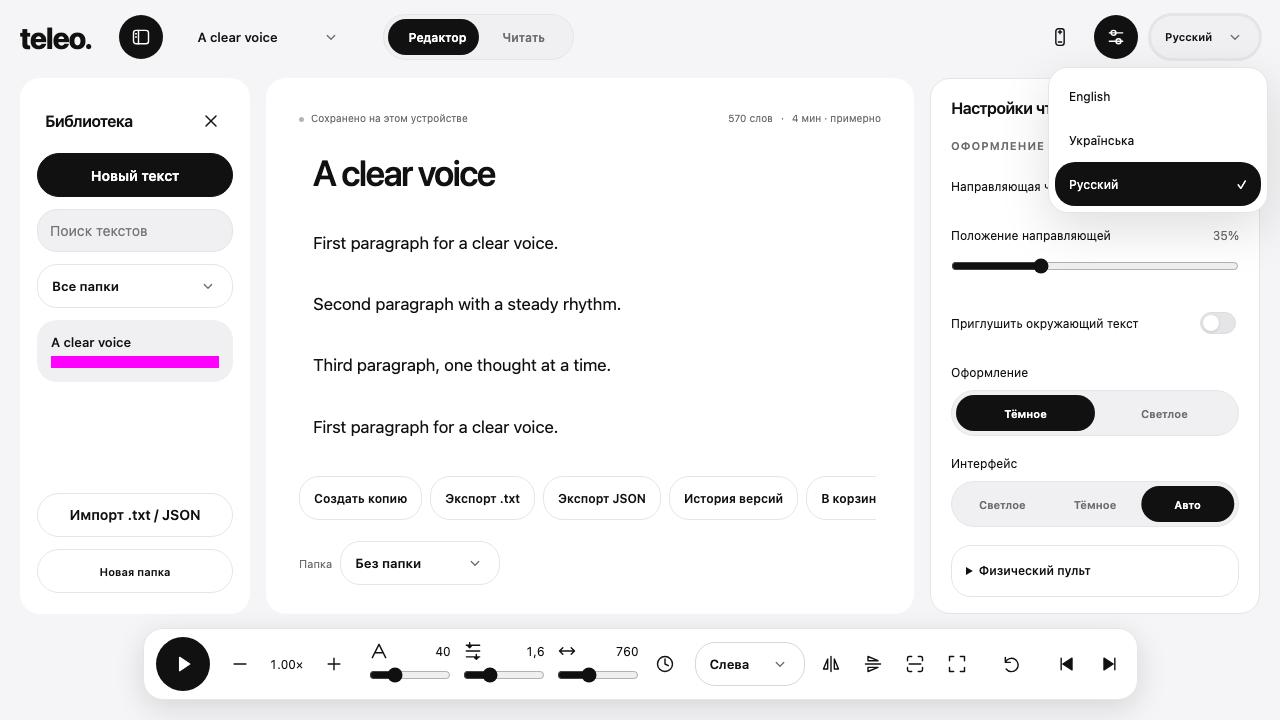 teleo.
A clear voice
Редактор
Читать
Русский
English
Українська
Русский
Библиотека
Новый текст
Поиск текстов
Все папки
A clear voice
Импорт .txt / JSON
Новая папка
Сохранено на этом устройстве
570 слов · 4 мин · примерно
A clear voice
First paragraph for a clear voice.
Second paragraph with a steady rhythm.
Third paragraph, one thought at a time.
First paragraph for a clear voice.
Создать копию
Экспорт .txt
Экспорт JSON
История версий
В корзин
Папка
Без папки
Настройки
ОФОРМЛЕНИЕ
Направляющая
Положение направляющей
35%
Приглушить окружающий текст
Оформление
Тёмное
Светлое
Интерфейс
Светлое
Тёмное
Авто
Физический пульт
1.00×
40
1,6
760
Слева